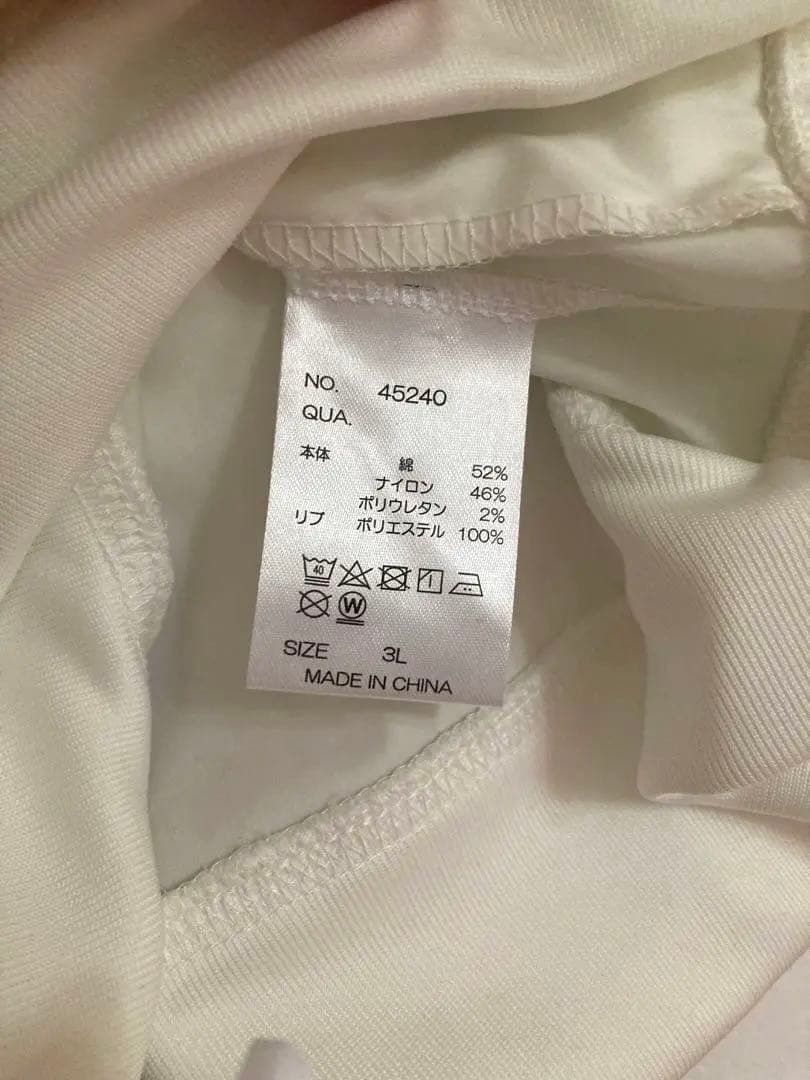 NO. 45240
QUA.
本体 綿 52%
ナイロン 46%
ポリウレタン 2%
リブ ポリエステル 100%
40
W
SIZE 3L
MADE IN CHINA